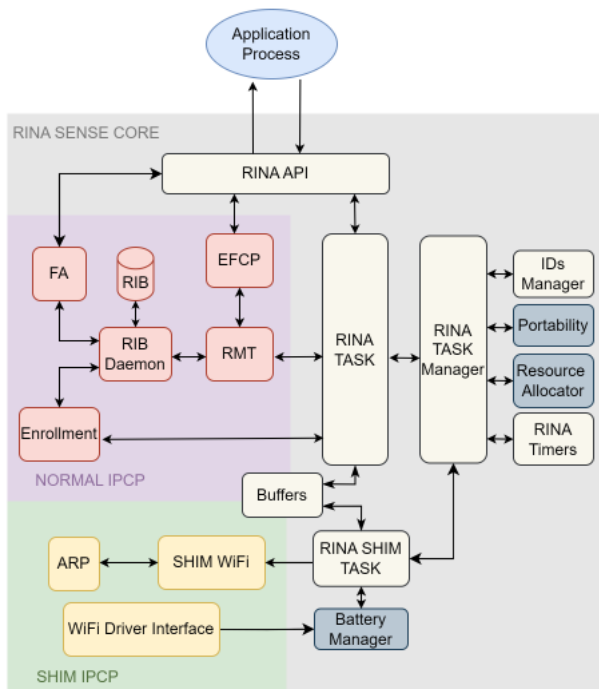 Application
Process
RINA SENSE CORE
RINA API
FA
RIB
EFCP
RIB
Daemon
RMT
RINA
TASK
RINA
TASK
Manager
IDs
Manager
Portability
Resource
Allocator
RINA
Timers
Enrollment
NORMAL IPCP
Buffers
ARP
SHIM WiFi
RINA SHIM
TASK
WiFi Driver Interface
Battery
Manager
SHIM IPCP